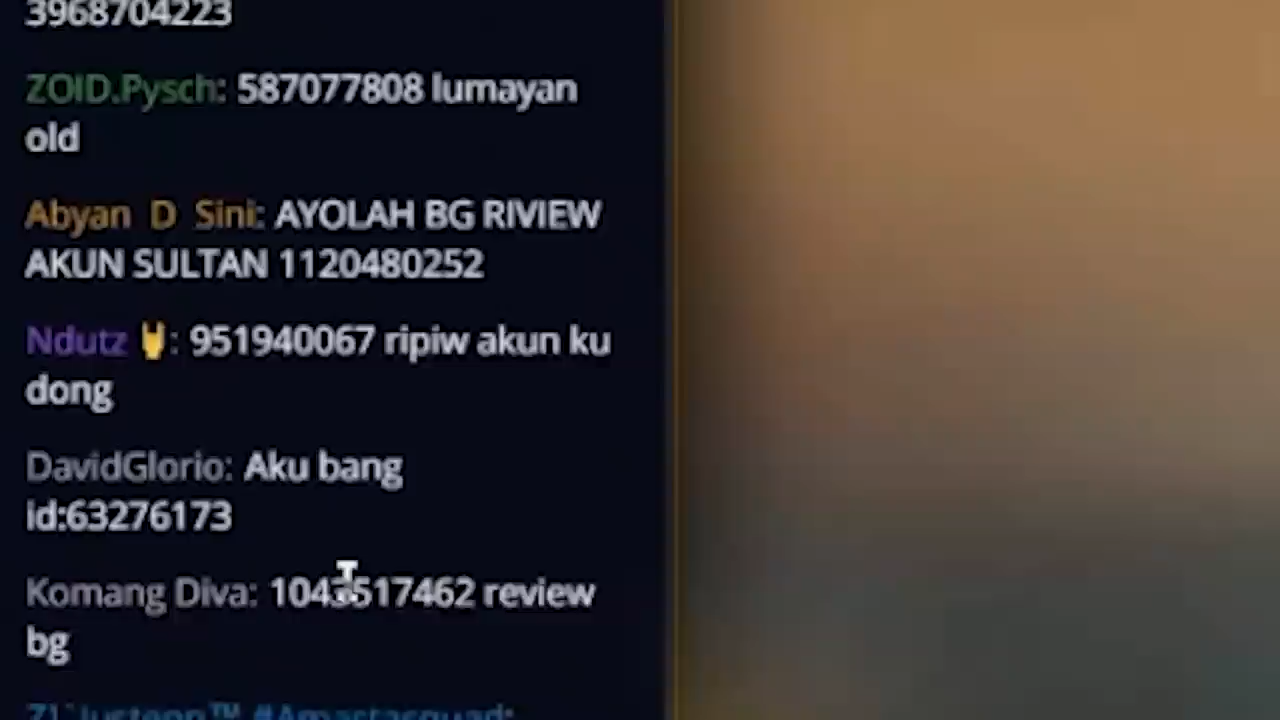 3968704223
ZOID.Pysch: 587077808 lumayan
old
Abyan D Sini: AYOLAH BG RIVIEW
AKUN SULTAN 1120480252
Ndutz 🤘: 951940067 ripiw akun ku
dong
DavidGlorio: Aku bang
id:63276173
Komang Diva: 1043517462 review
bg